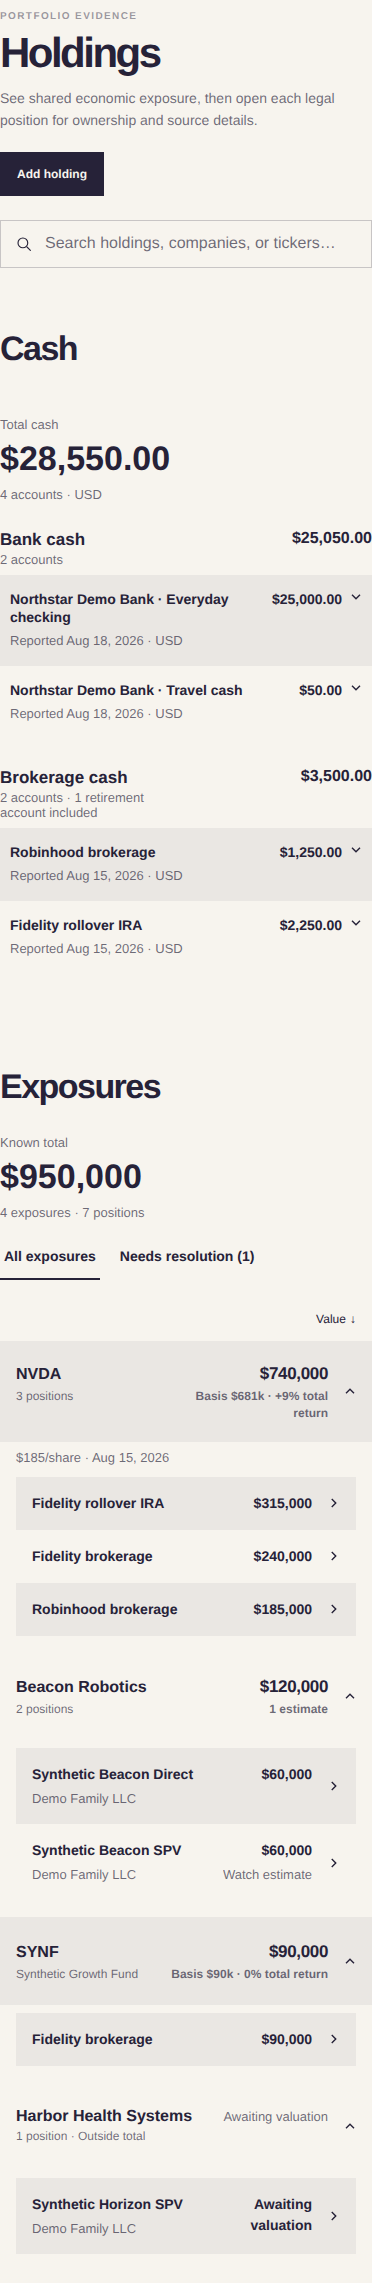 PORTFOLIO EVIDENCE
Holdings
See shared economic exposure, then open each legal
position for ownership and source details.
Add holding
Search holdings, companies, or tickers…
Cash
Total cash
$28,550.00
4 accounts · USD
Bank cash $25,050.00
2 accounts
Northstar Demo Bank · Everyday $25,000.00
checking
Reported Aug 18, 2026 · USD
Northstar Demo Bank · Travel cash $50.00
Reported Aug 18, 2026 · USD
Brokerage cash $3,500.00
2 accounts · 1 retirement
account included
Robinhood brokerage $1,250.00
Reported Aug 15, 2026 · USD
Fidelity rollover IRA $2,250.00
Reported Aug 15, 2026 · USD
Exposures
Known total
$950,000
4 exposures · 7 positions
All exposures Needs resolution (1)
Value ↓
NVDA $740,000
3 positions Basis $681k · +9% total
return
$185/share · Aug 15, 2026
Fidelity rollover IRA $315,000
Fidelity brokerage $240,000
Robinhood brokerage $185,000
Beacon Robotics $120,000
2 positions 1 estimate
Synthetic Beacon Direct $60,000
Demo Family LLC
Synthetic Beacon SPV $60,000
Demo Family LLC Watch estimate
SYNF $90,000
Synthetic Growth Fund Basis $90k · 0% total return
Fidelity brokerage $90,000
Harbor Health Systems Awaiting valuation
1 position · Outside total
Synthetic Horizon SPV Awaiting
Demo Family LLC valuation